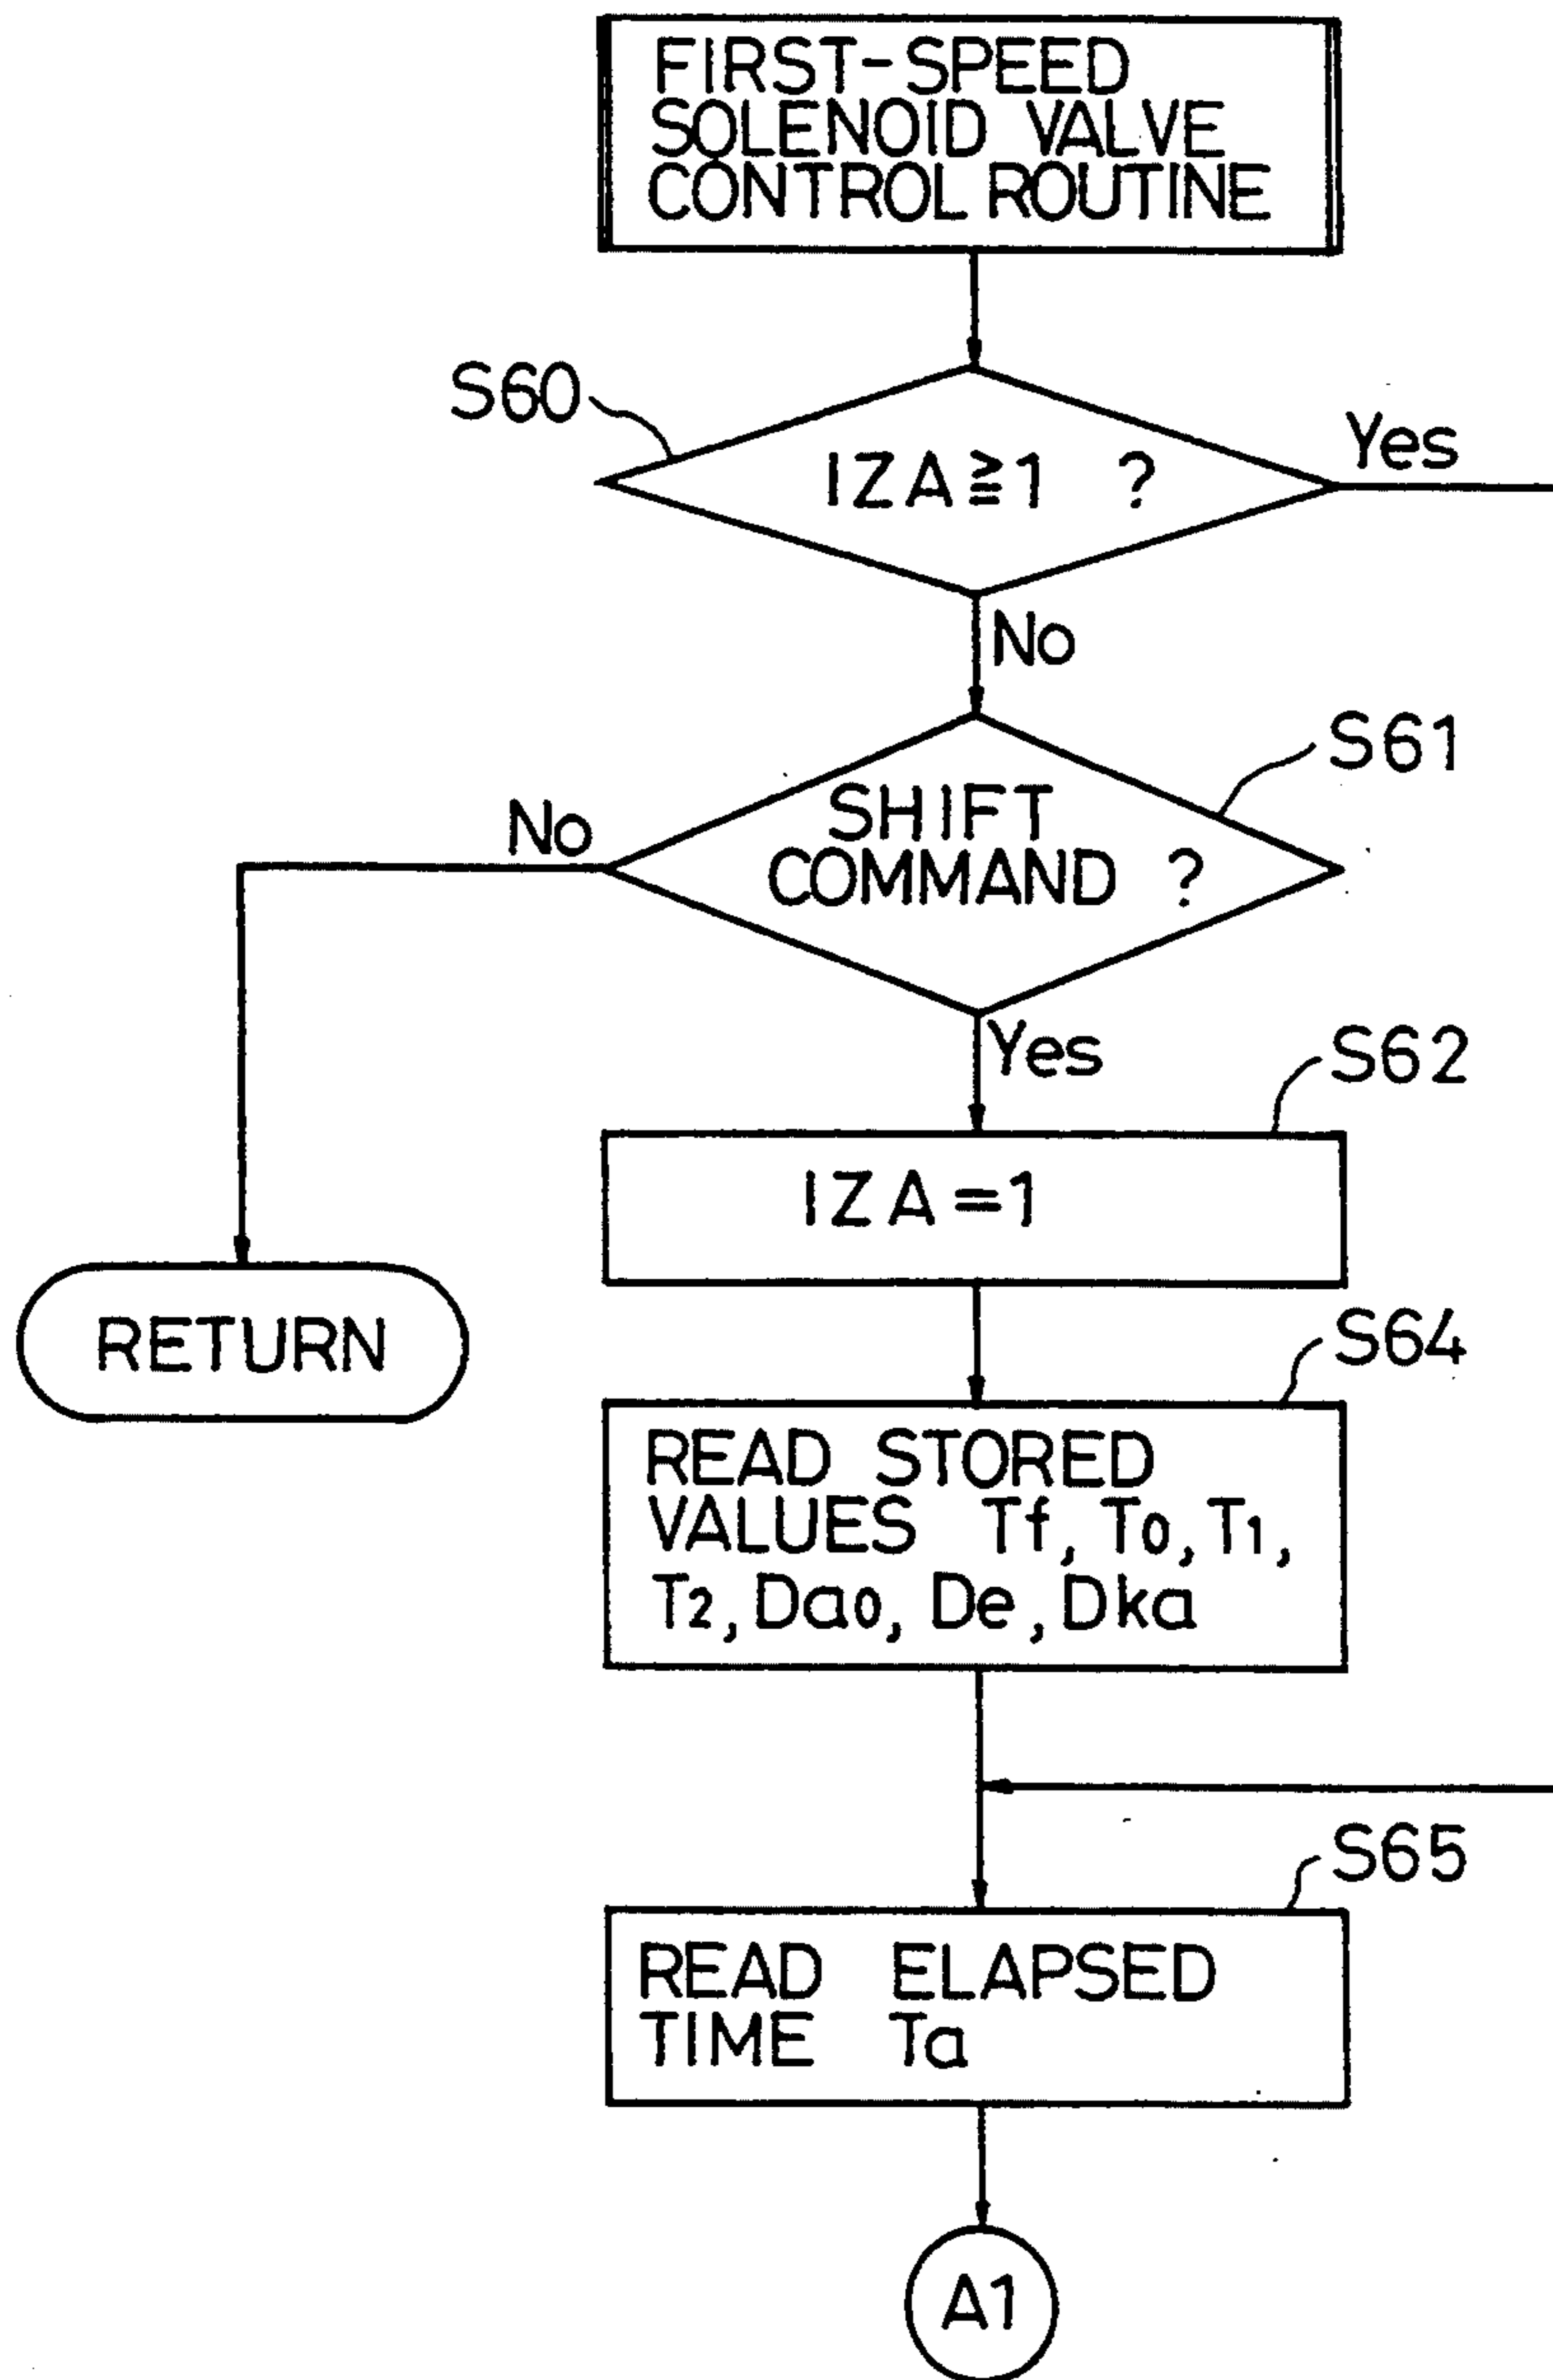 FIRST-SPEED
SOLENOID VALVE
CONTROL ROUTINE
S60
IZA≧1 ?
Yes
No
S61
SHIFT
COMMAND ?
No
Yes
S62
IZA=1
RETURN
S64
READ STORED
VALUES Tf, T0, T1,
T2, Da0, De, Dka
S65
READ ELAPSED
TIME Ta
A1